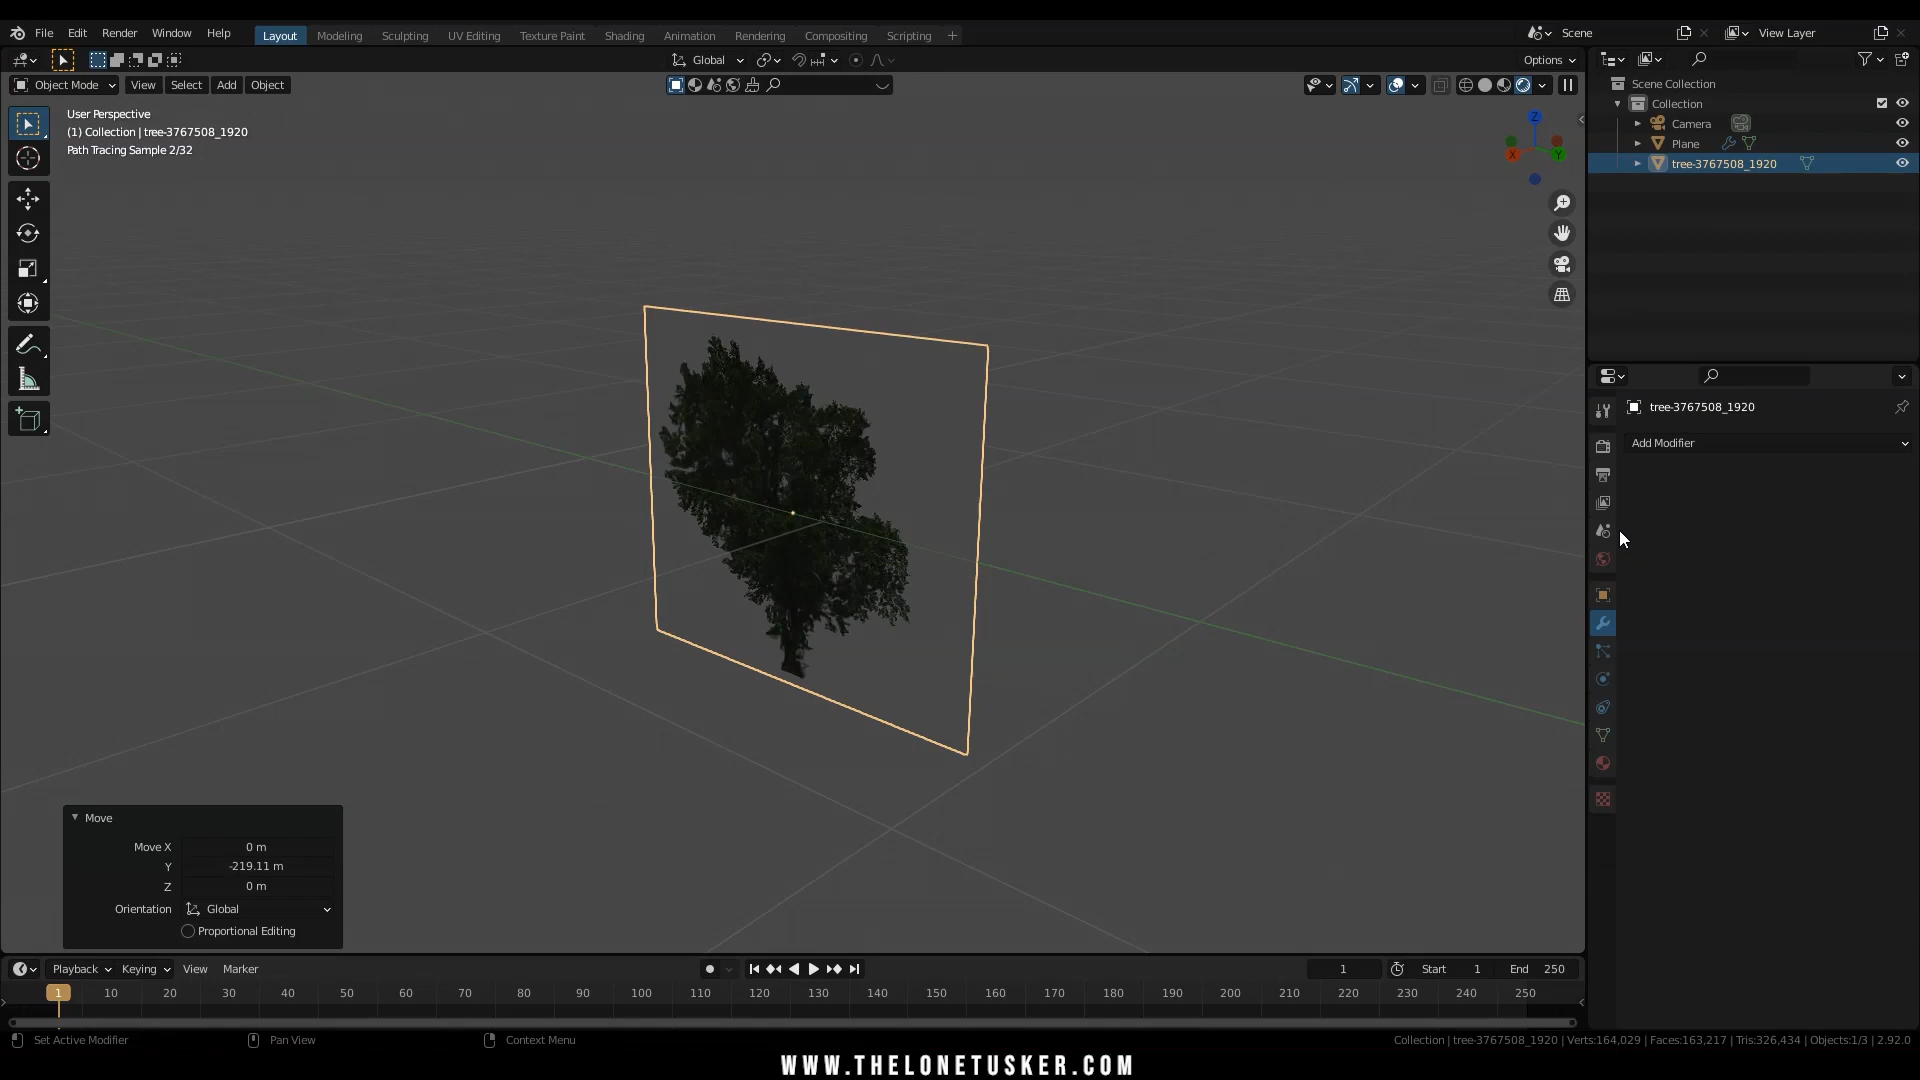 File Edit Render Window Help Layout Modeling Sculpting UV Editing Texture Paint Shading Animation Rendering Compositing Scripting + Scene View Layer
Global Options
Object Mode View Select Add Object
User Perspective
(1) Collection | tree-3767508_1920
Path Tracing Sample 2/32
Z
X Y
Scene Collection
Collection
Camera
Plane
tree-3767508_1920
tree-3767508_1920
Add Modifier
Move
Move X 0 m
Y -219.11 m
Z 0 m
Orientation Global
Proportional Editing
Playback Keying View Marker 1 Start 1 End 250
1 10 20 30 40 50 60 70 80 90 100 110 120 130 140 150 160 170 180 190 200 210 220 230 240 250
Set Active Modifier Pan View Context Menu Collection | tree-3767508_1920 | Verts:164,029 | Faces:163,217 | Tris:326,434 | Objects:1/3 | 2.92.0
WWW.THELONETUSKER.COM